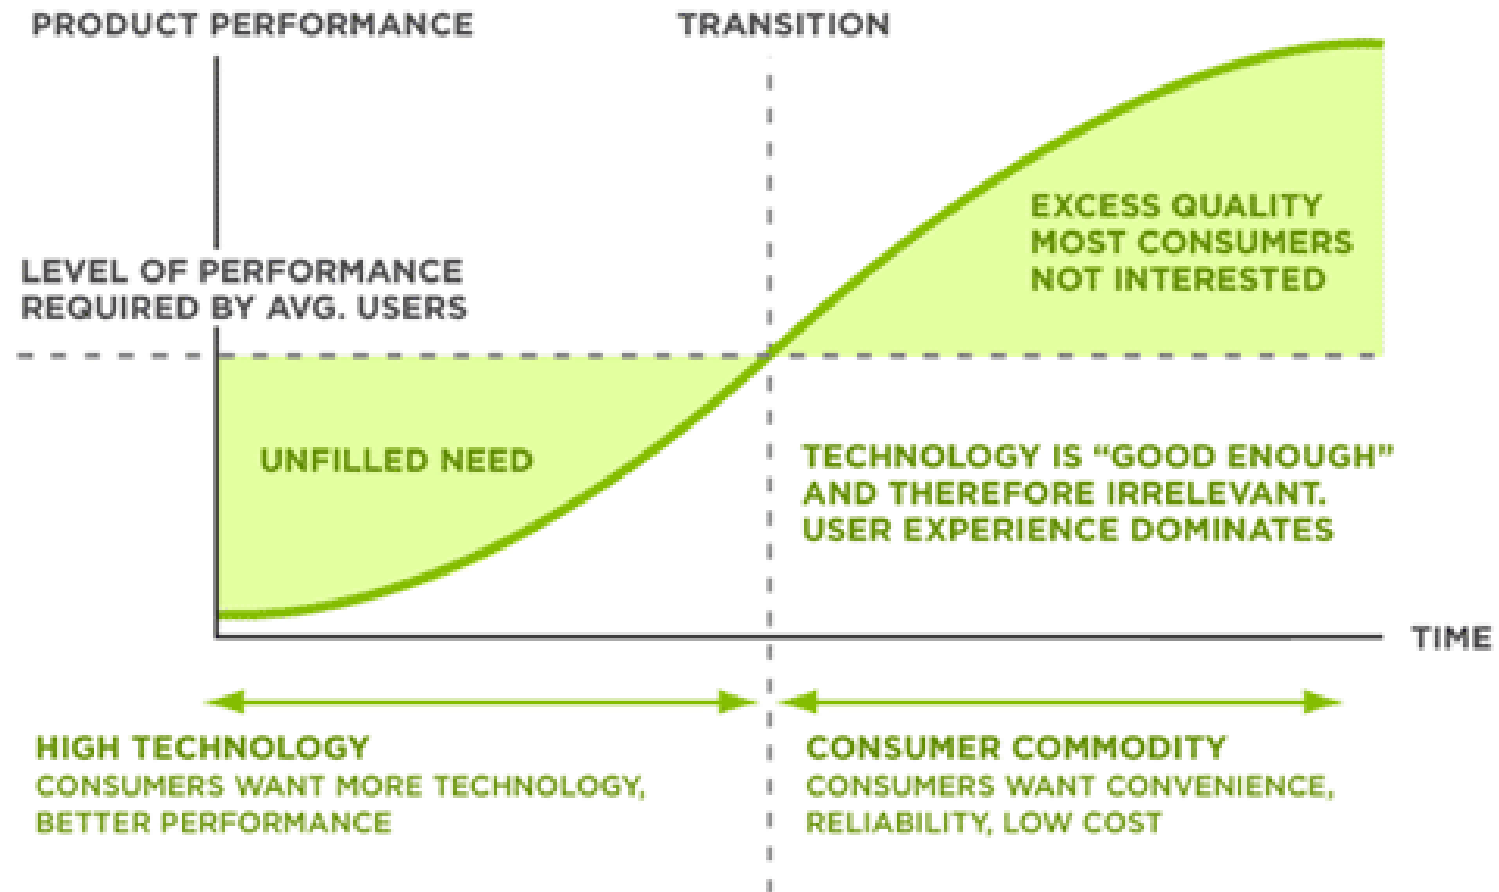 PRODUCT PERFORMANCE
TRANSITION
LEVEL OF PERFORMANCE
REQUIRED BY AVG. USERS
EXCESS QUALITY
MOST CONSUMERS
NOT INTERESTED
UNFILLED NEED
TECHNOLOGY IS “GOOD ENOUGH”
AND THEREFORE IRRELEVANT.
USER EXPERIENCE DOMINATES
TIME
HIGH TECHNOLOGY
CONSUMERS WANT MORE TECHNOLOGY,
BETTER PERFORMANCE
CONSUMER COMMODITY
CONSUMERS WANT CONVENIENCE,
RELIABILITY, LOW COST